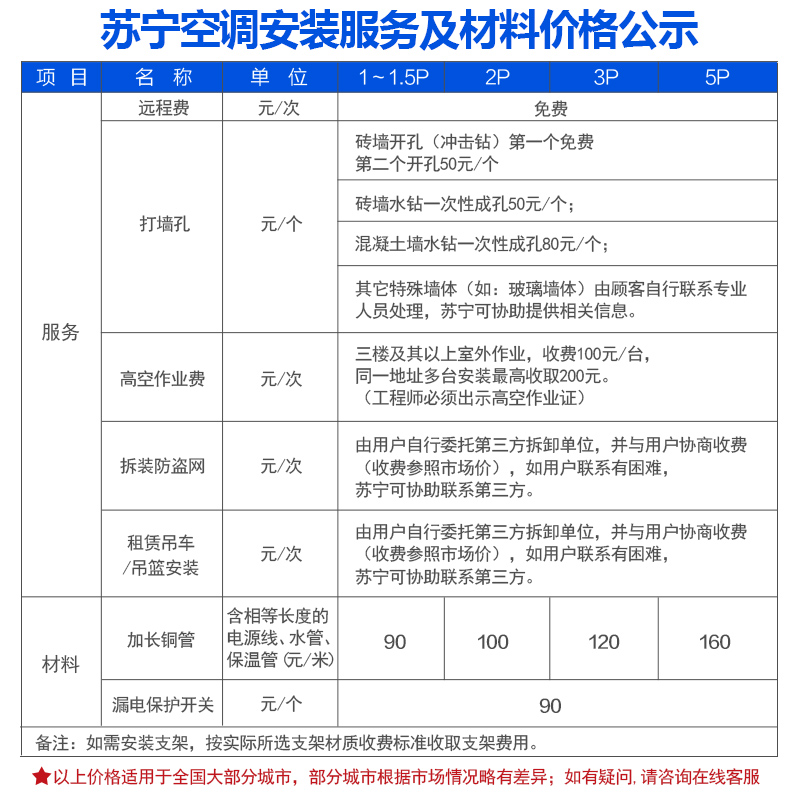 苏宁空调安装服务及材料价格公示
项 目 名 称 单 位 1~1.5P 2P 3P 5P
服务
远程费 元/次 免费
打墙孔 元/个
砖墙开孔（冲击钻）第一个免费
第二个开孔50元/个
砖墙水钻一次性成孔50元/个；
混凝土墙水钻一次性成孔80元/个；
其它特殊墙体（如：玻璃墙体）由顾客自行联系专业
人员处理，苏宁可协助提供相关信息。
高空作业费 元/次
三楼及其以上室外作业，收费100元/台，
同一地址多台安装最高收取200元。
（工程师必须出示高空作业证）
拆装防盗网 元/次
由用户自行委托第三方拆卸单位，并与用户协商收费
（收费参照市场价），如用户联系有困难，
苏宁可协助联系第三方。
租赁吊车
/吊篮安装
元/次
由用户自行委托第三方拆卸单位，并与用户协商收费
（收费参照市场价），如用户联系有困难，
苏宁可协助联系第三方。
材料
加长铜管
含相等长度的
电源线、水管、
保温管(元/米)
90 100 120 160
漏电保护开关 元/个 90
备注：如需安装支架，按实际所选支架材质收费标准收取支架费用。
★以上价格适用于全国大部分城市，部分城市根据市场情况略有差异；如有疑问,请咨询在线客服